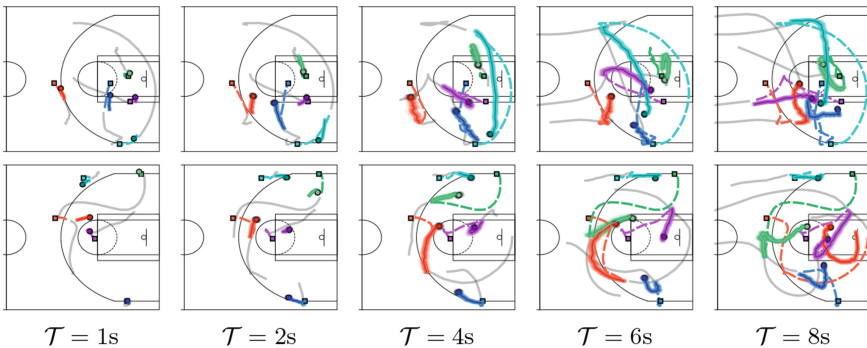 𝒯 = 1s
𝒯 = 2s
𝒯 = 4s
𝒯 = 6s
𝒯 = 8s